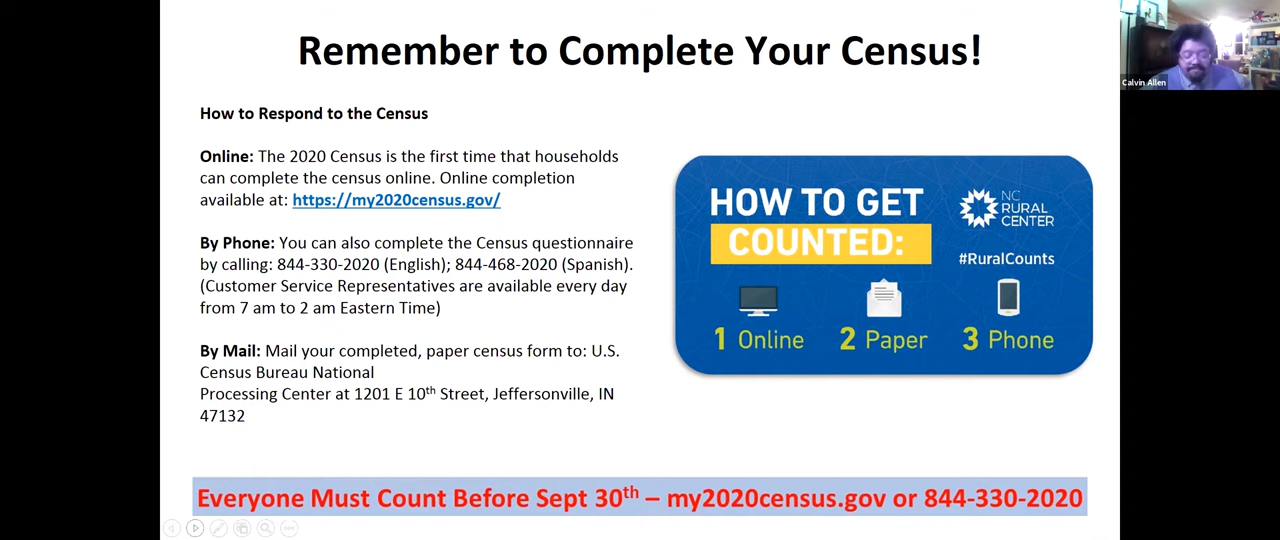 Remember to Complete Your Census!
Calvin Allen
How to Respond to the Census
Online: The 2020 Census is the first time that households
can complete the census online. Online completion
available at: https://my2020census.gov/
By Phone: You can also complete the Census questionnaire
by calling: 844-330-2020 (English); 844-468-2020 (Spanish).
(Customer Service Representatives are available every day
from 7 am to 2 am Eastern Time)
By Mail: Mail your completed, paper census form to: U.S.
Census Bureau National
Processing Center at 1201 E 10th Street, Jeffersonville, IN
47132
HOW TO GET
COUNTED:
NC
RURAL
CENTER
#RuralCounts
1 Online
2 Paper
3 Phone
Everyone Must Count Before Sept 30th – my2020census.gov or 844-330-2020